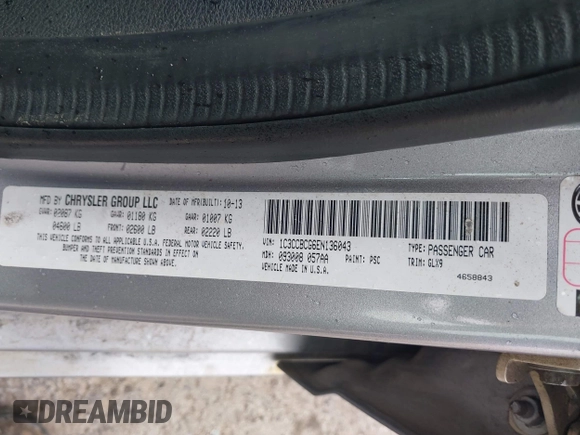 MFD BY CHRYSLER GROUP LLC
DATE OF MFR(BUILT): 10-13
GVWR: 02087 KG
04600 LB
GAWR: 01180 KG
FRONT: 02600 LB
GAWR: 01007 KG
REAR: 02220 LB
THIS VEHICLE CONFORMS TO ALL APPLICABLE U.S.A. FEDERAL MOTOR VEHICLE SAFETY,
BUMPER AND THEFT PREVENTION STANDARDS IN EFFECT ON
THE DATE OF MANUFACTURE SHOWN ABOVE.
VIN: 1C3CCBCG6EN136043
TYPE: PASSENGER CAR
MDH: 093008 057AA
PAINT: PSC
TRIM: GLX9
VEHICLE MADE IN U.S.A.
4658843
DREAMBID